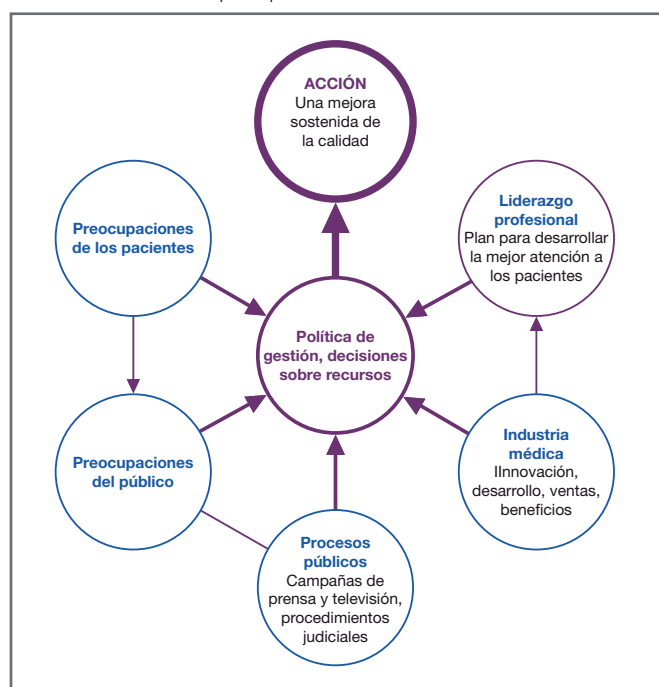 ACCIÓN
Una mejora
sostenida de
la calidad
Preocupaciones
de los pacientes
Liderazgo
profesional
Plan para desarrollar
la mejor atención a
los pacientes
Política de
gestión, decisiones
sobre recursos
Preocupaciones
del público
Industria
médica
IInnovación,
desarrollo, ventas,
beneficios
Procesos
públicos
Campañas de
prensa y televisión,
procedimientos
judiciales